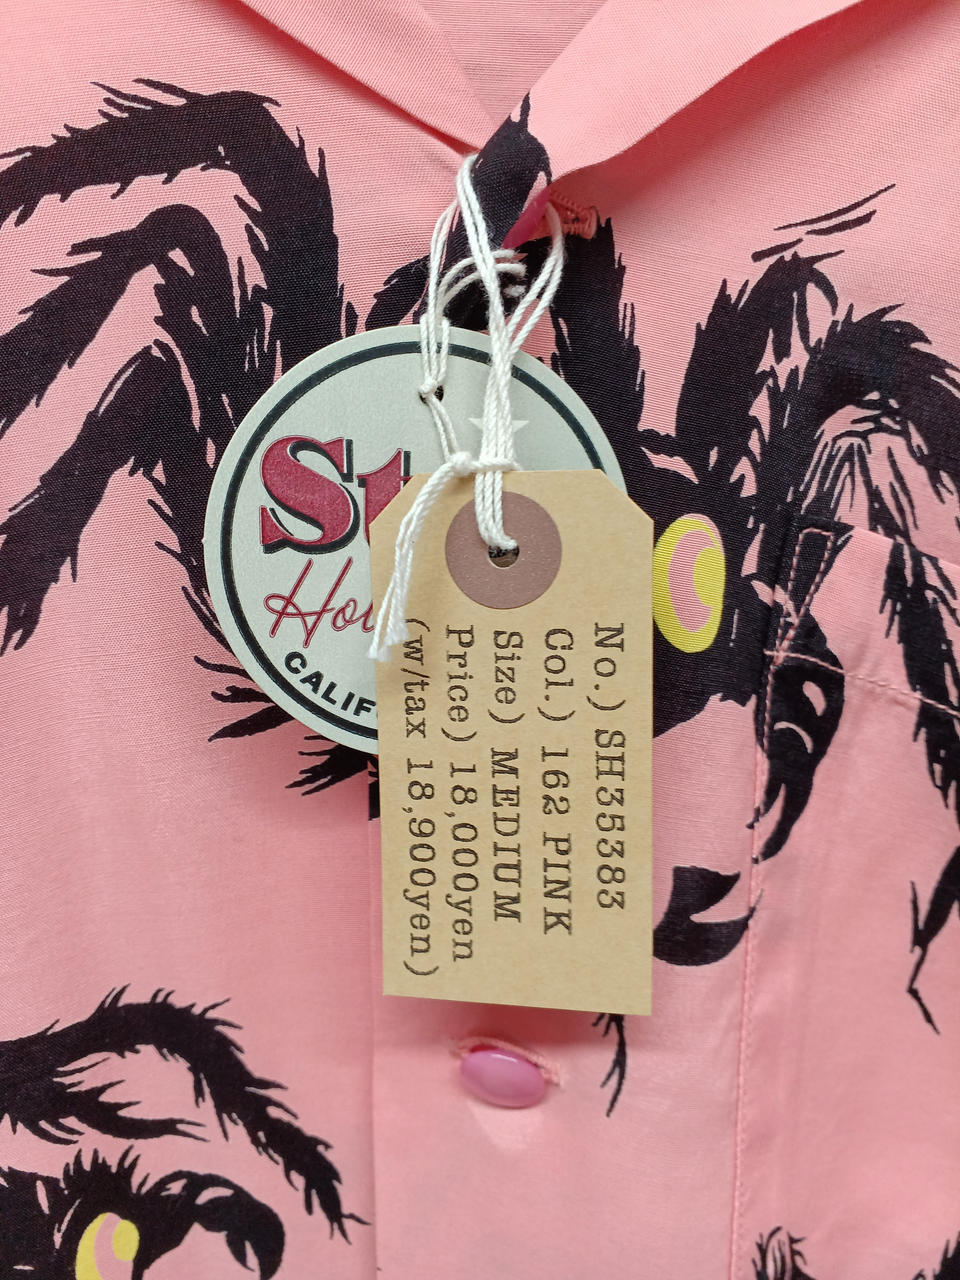 St
Ho
CALIF
No.) SH35383
Col.) 162 PINK
Size) MEDIUM
Price) 18,000yen
(w/tax 18,900yen)